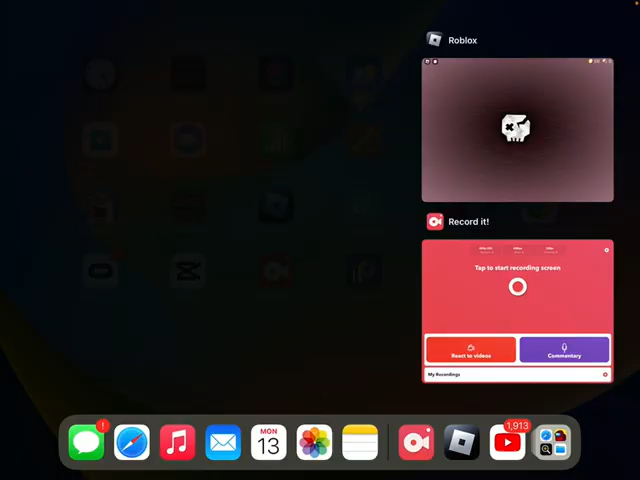 Roblox
Record it!
Tap to start recording screen
React to videos
Commentary
My Recordings
!
MON
13
1,913